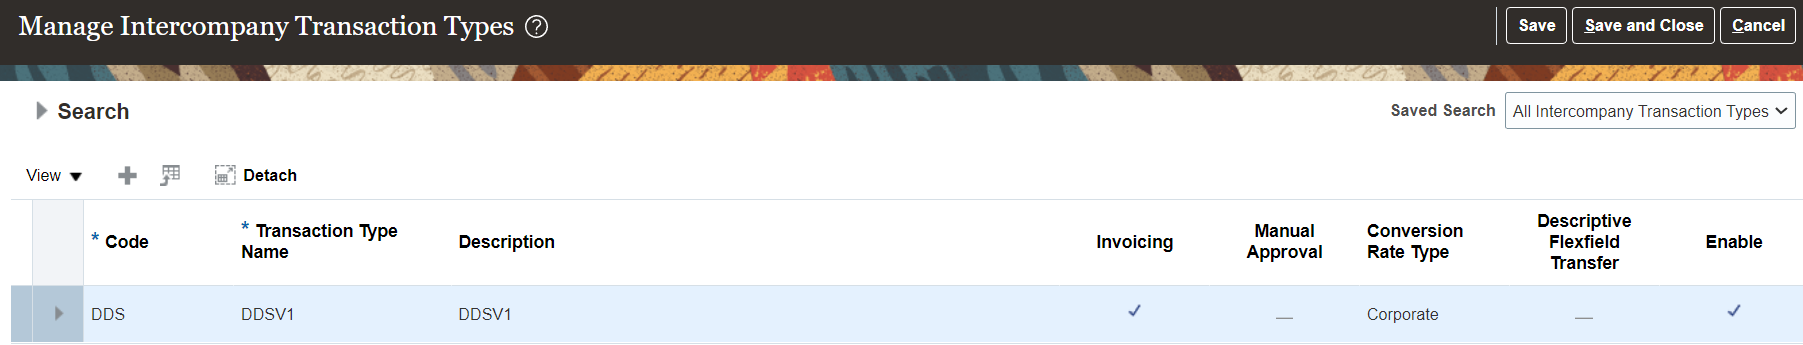 Manage Intercompany Transaction Types ?
Save Save and Close Cancel
Search
Saved Search All Intercompany Transaction Types
View Detach
* Code * Transaction Type Name Description Invoicing Manual Approval Conversion Rate Type Descriptive Flexfield Transfer Enable
DDS DDSV1 DDSV1 ✓ — Corporate — ✓